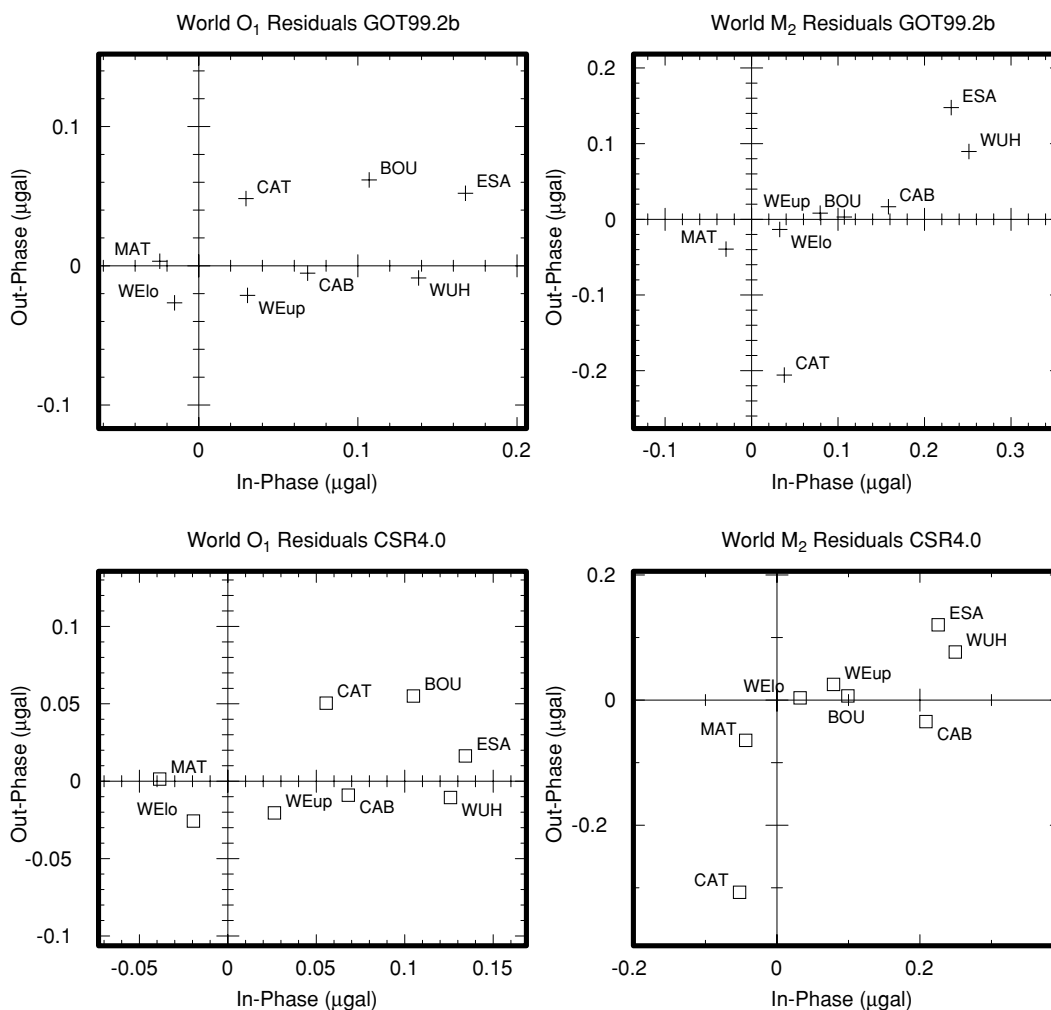 World O₁ Residuals GOT99.2b
Out-Phase (μgal)
0.1
0
-0.1
CAT
BOU
ESA
MAT
WElo
WEup
CAB
WUH
0
0.1
0.2
In-Phase (μgal)
World M₂ Residuals GOT99.2b
Out-Phase (μgal)
0.2
0.1
0
-0.1
-0.2
ESA
WUH
WEup
BOU
CAB
MAT
WElo
CAT
-0.1
0
0.1
0.2
0.3
In-Phase (μgal)
World O₁ Residuals CSR4.0
Out-Phase (μgal)
0.1
0.05
0
-0.05
-0.1
CAT
BOU
ESA
MAT
WElo
WEup
CAB
WUH
-0.05
0
0.05
0.1
0.15
In-Phase (μgal)
World M₂ Residuals CSR4.0
Out-Phase (μgal)
0.2
0
-0.2
ESA
WUH
WElo
WEup
BOU
CAB
MAT
CAT
-0.2
0
0.2
In-Phase (μgal)